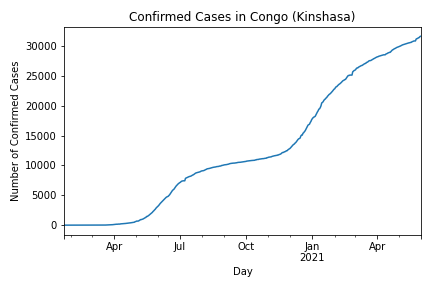 Confirmed Cases in Congo (Kinshasa)
Number of Confirmed Cases
30000
25000
20000
15000
10000
5000
0
Apr
Jul
Oct
Jan
2021
Apr
Day